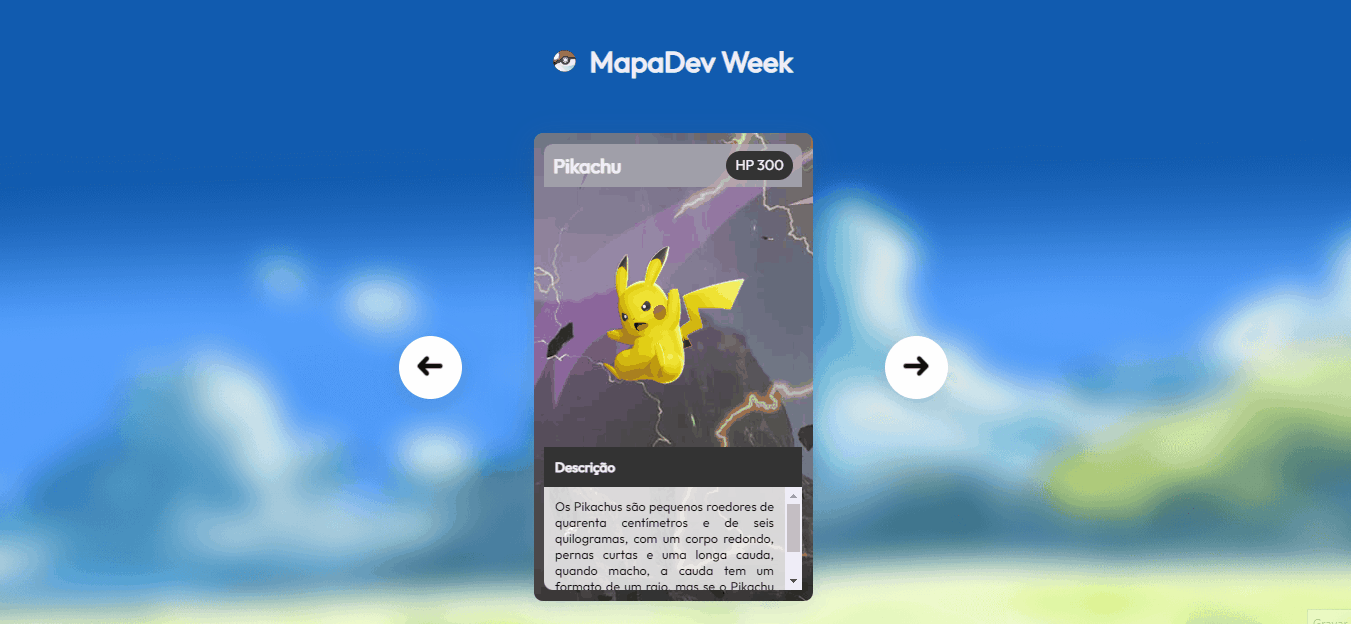 MapaDev Week
Pikachu
HP 300
Descrição
Os Pikachus são pequenos roedores de
quarenta centímetros e de seis
quilogramas, com um corpo redondo,
pernas curtas e uma longa cauda,
quando macho, a cauda tem um
formato de um raio, mas se o Pikachu